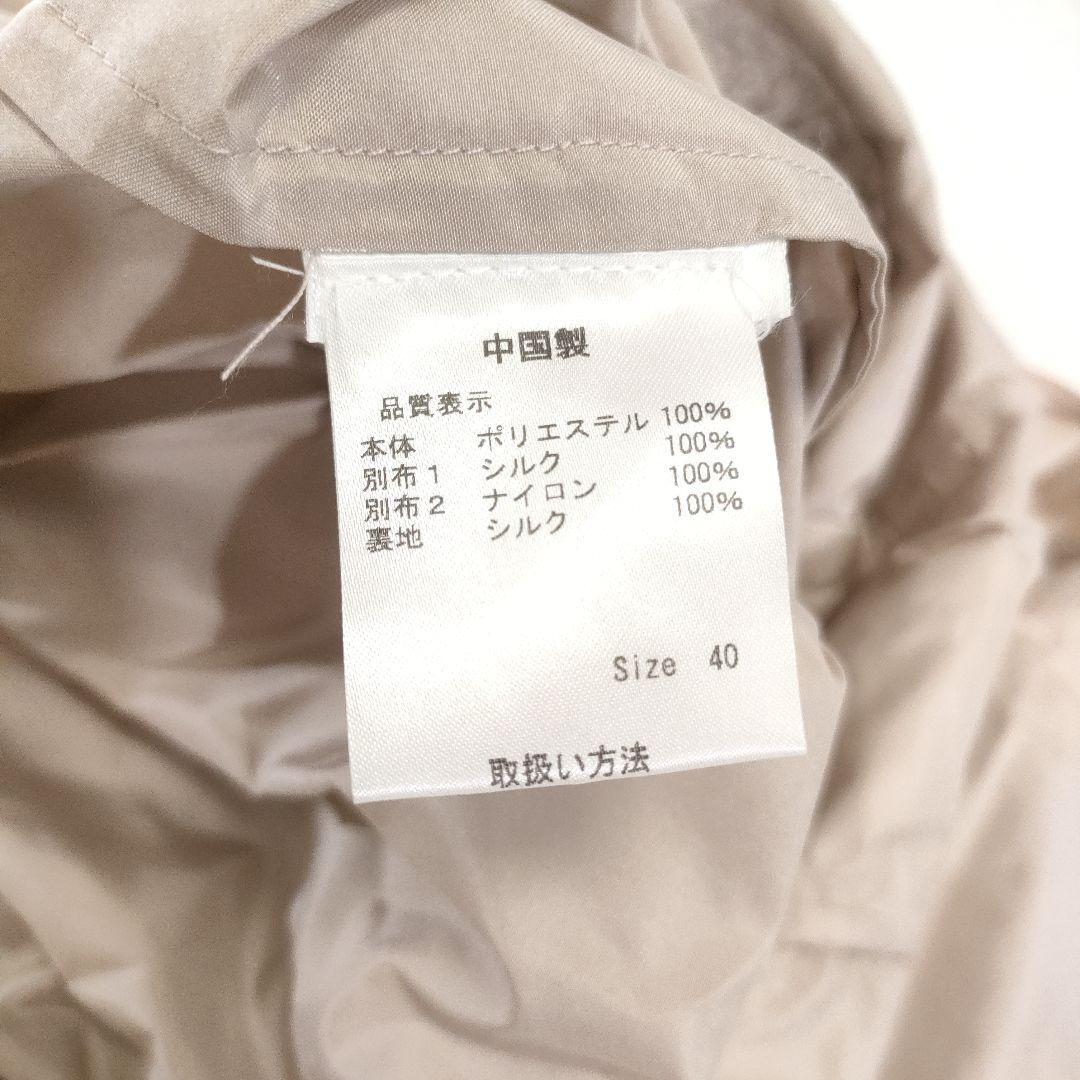 中国製
品質表示
本体 ポリエステル 100%
別布1 シルク 100%
別布2 ナイロン 100%
裏地 シルク 100%
Size 40
取扱い方法